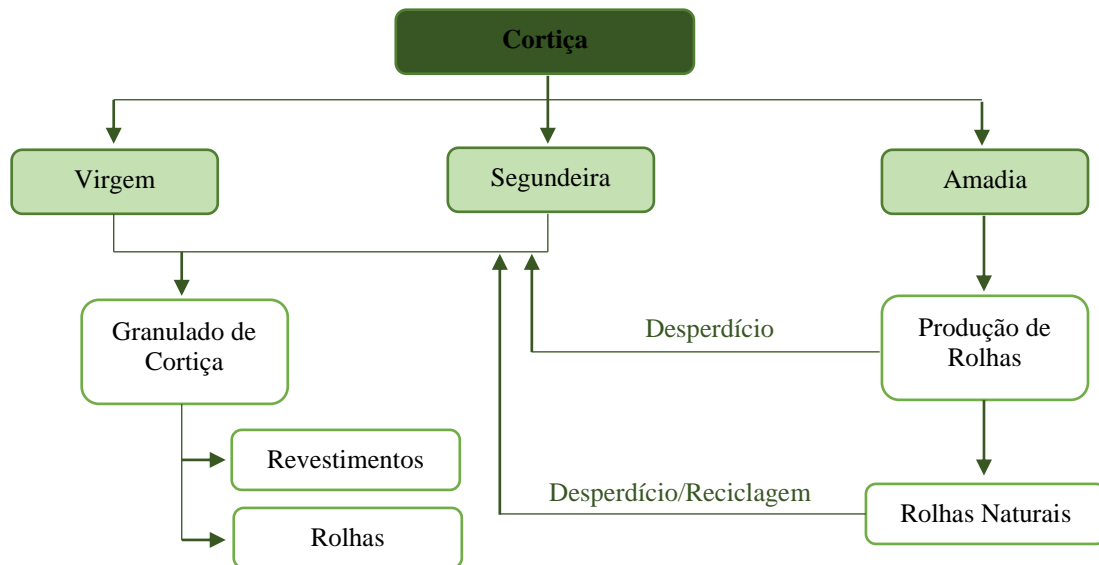 Cortiça
Virgem
Segundeira
Amadia
Granulado de
Cortiça
Desperdício
Produção de
Rolhas
Revestimentos
Desperdício/Reciclagem
Rolhas Naturais
Rolhas